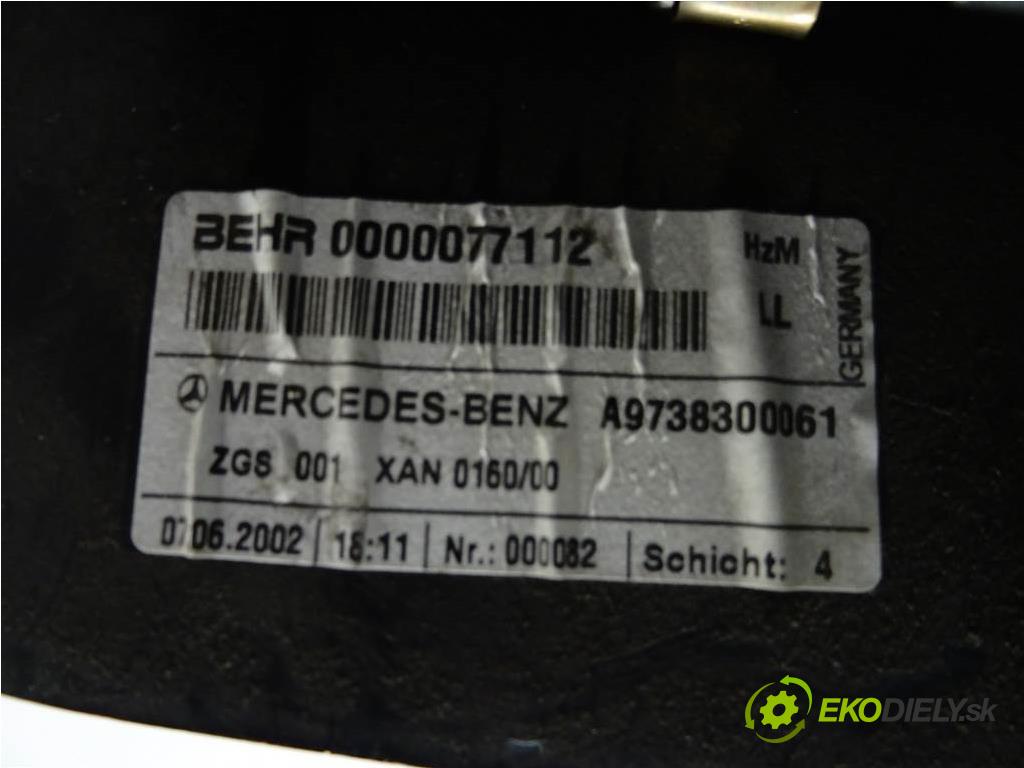 BEHR 0000077112 HzM
LL
GERMANY
MERCEDES-BENZ A9738300061
ZGS 001 XAN 0160/00
07.06.2002 18:11 Nr.: 000082 Schicht: 4
EKODIELY.sk